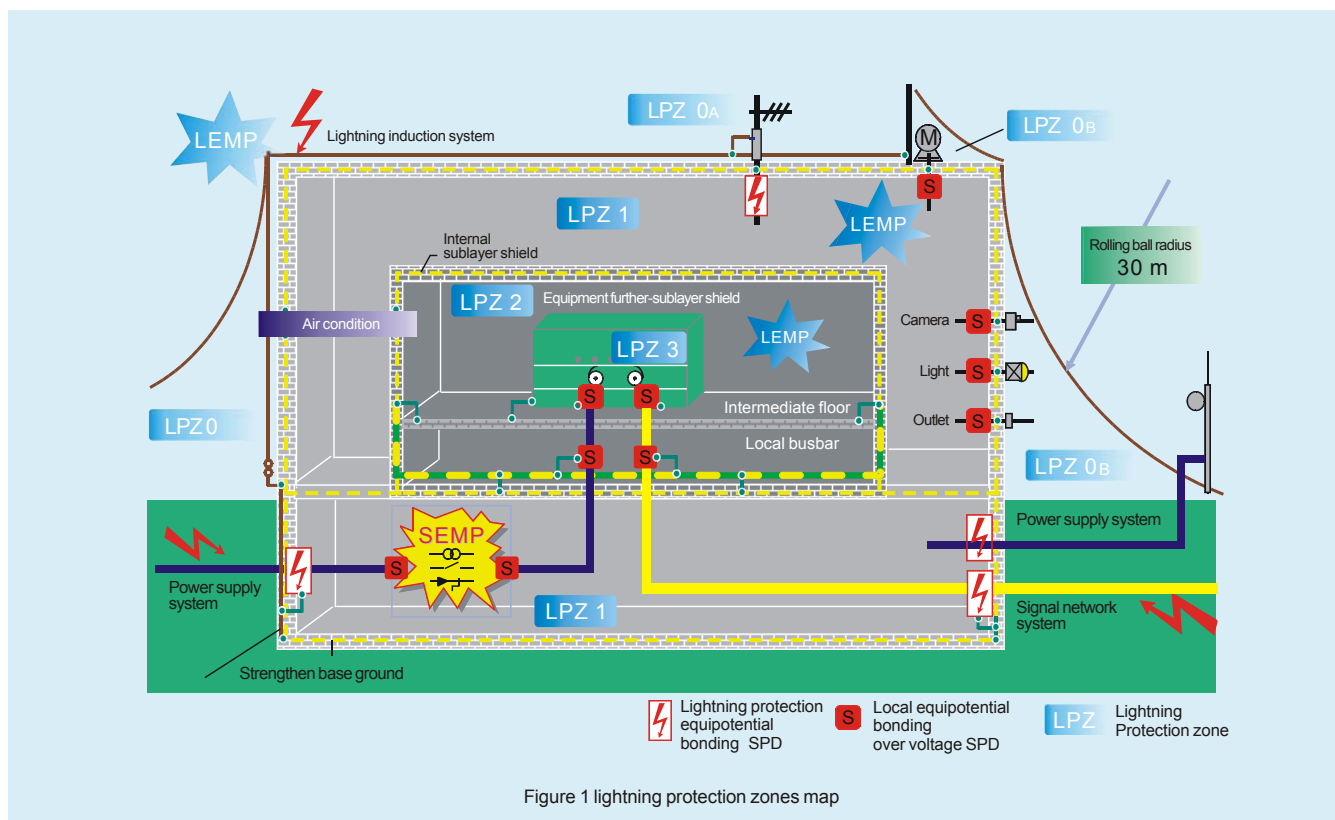 LPZ 0A
LPZ 0B
M
LEMP
Lightning induction system
S
LPZ 1
LEMP
Rolling ball radius
30 m
Internal
sublayer shield
LPZ 2
Equipment further-sublayer shield
Air condition
LPZ 3
LEMP
Camera
S
Light
S
S
S
Intermediate floor
Outlet
S
LPZ 0
Local busbar
S
S
LPZ 0B
SEMP
Power supply system
S
S
Power supply
system
LPZ 1
Signal network
system
Strengthen base ground
Lightning protection
equipotential
bonding SPD
S
Local equipotential
bonding
over voltage SPD
LPZ
Lightning
Protection zone
Figure 1 lightning protection zones map